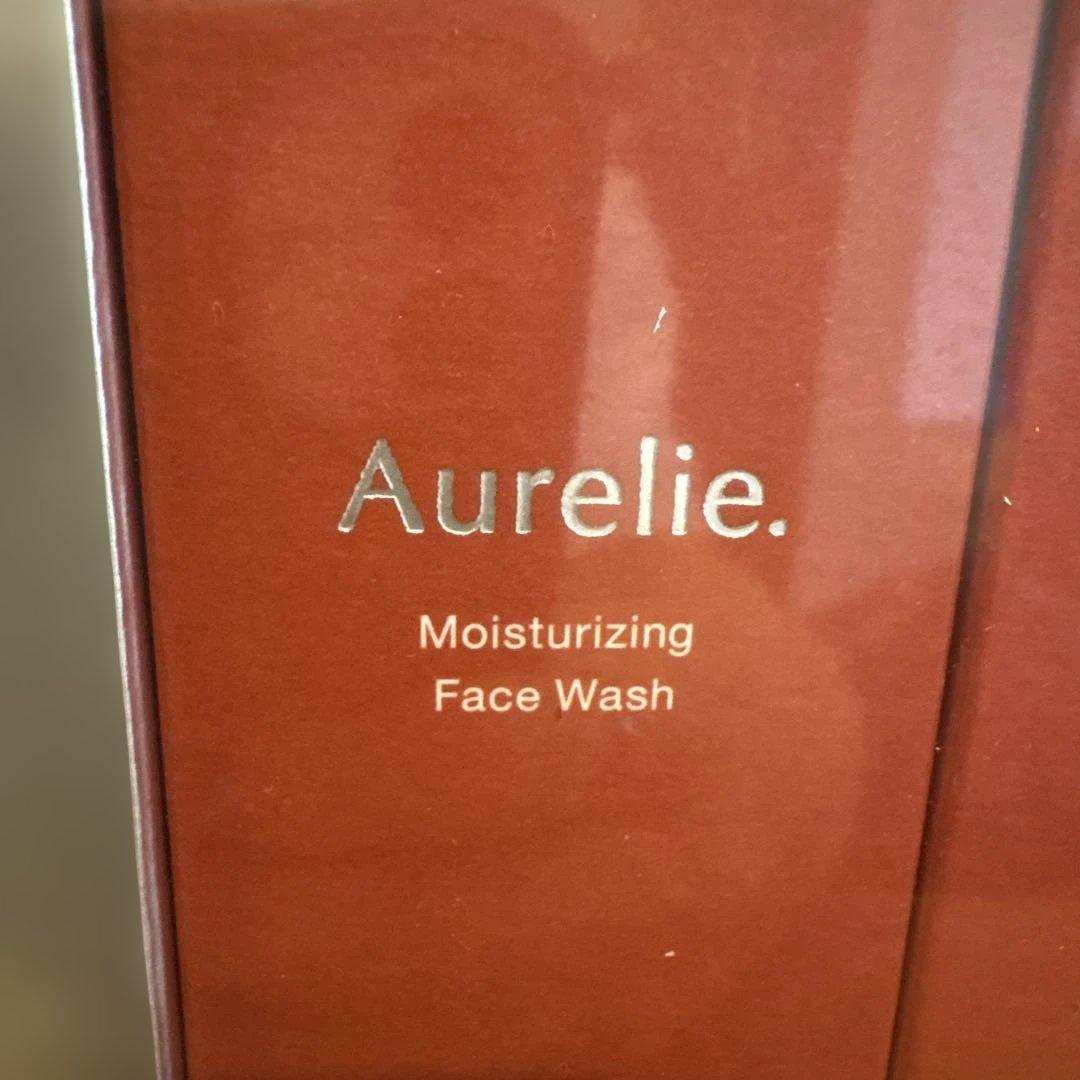 Aurelie.
Moisturizing
Face Wash